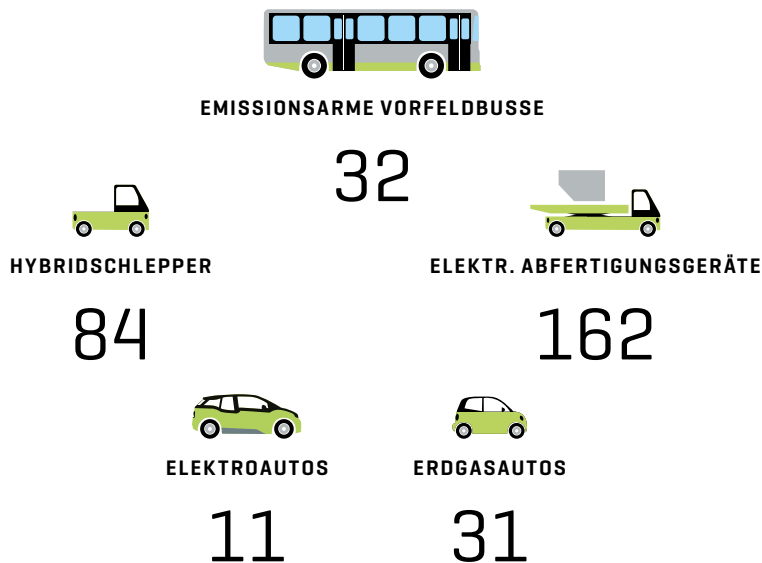 EMISSIONSARME VORFELDBUSSE
32
HYBRIDSCHLEPPER
84
ELEKTR. ABFERTIGUNGSGERÄTE
162
ELEKTROAUTOS
11
ERDGASAUTOS
31